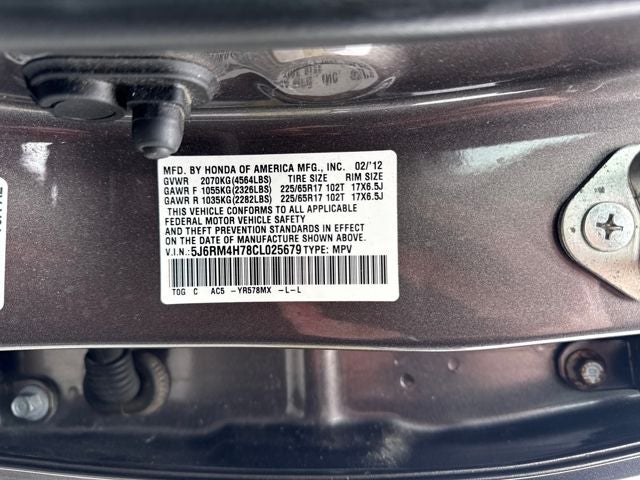 MFD. BY HONDA OF AMERICA MFG., INC. 02/'12
GVWR 2070KG(4564LBS) TIRE SIZE RIM SIZE
GAWR F 1055KG(2326LBS) 225/65R17 102T 17X6.5J
GAWR R 1035KG(2282LBS) 225/65R17 102T 17X6.5J
THIS VEHICLE CONFORMS TO ALL APPLICABLE
FEDERAL MOTOR VEHICLE SAFETY
AND THEFT PREVENTION STANDARDS IN EFFECT
ON THE DATE OF MANUFACTURE SHOWN ABOVE.
V.I.N.: 5J6RM4H78CL025679 TYPE: MPV
TOG C AC5 -YR578MX -L-L